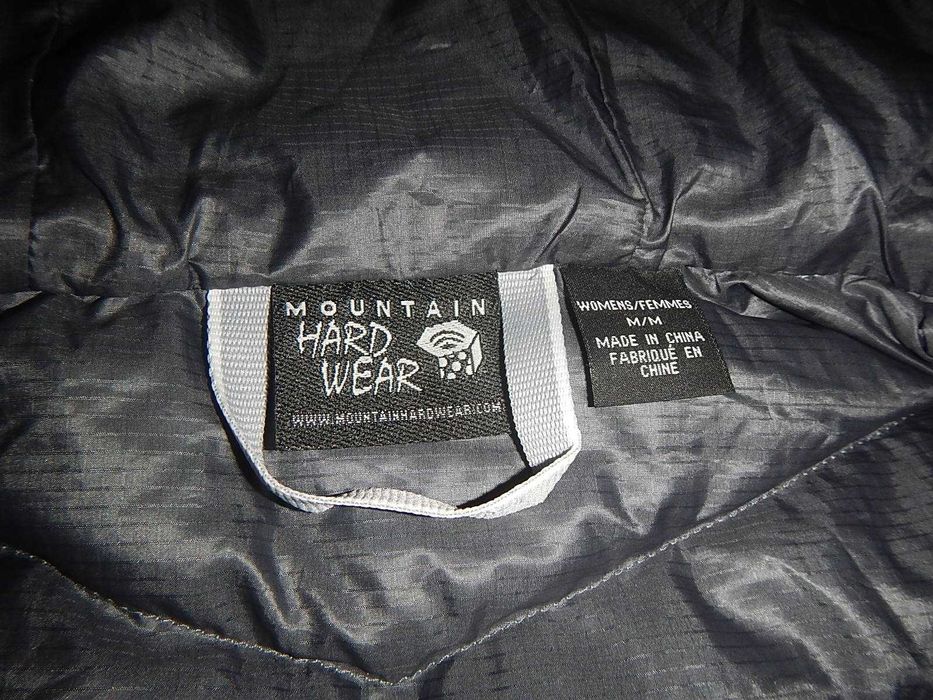 MOUNTAIN
HARD
WEAR
WWW.MOUNTAINHARDWEAR.COM
WOMENS/FEMMES
M/M
MADE IN CHINA
FABRIQUÉ EN
CHINE